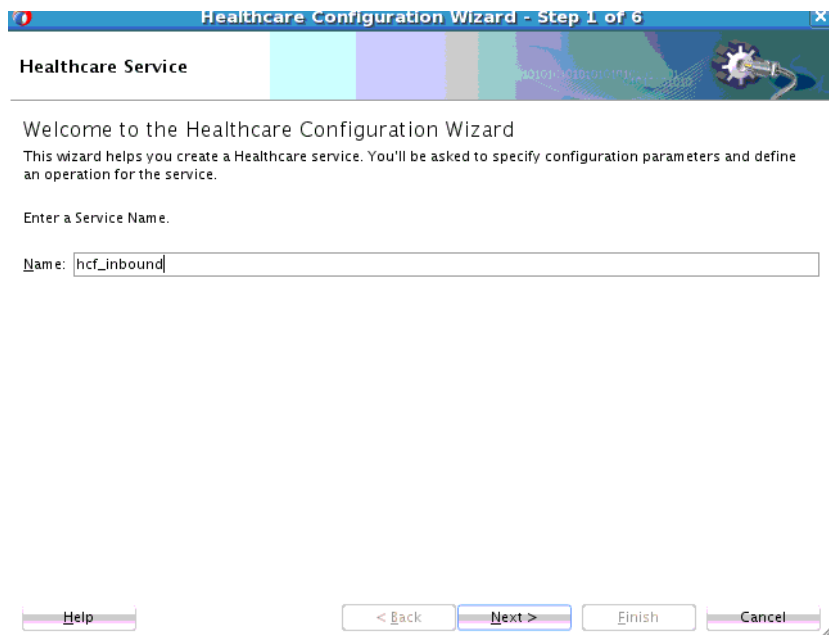 Healthcare Configuration Wizard - Step 1 of 6
Healthcare Service
Welcome to the Healthcare Configuration Wizard
This wizard helps you create a Healthcare service. You'll be asked to specify configuration parameters and define
an operation for the service.
Enter a Service Name.
Name: hcf_inbound
Help < Back Next > Finish Cancel